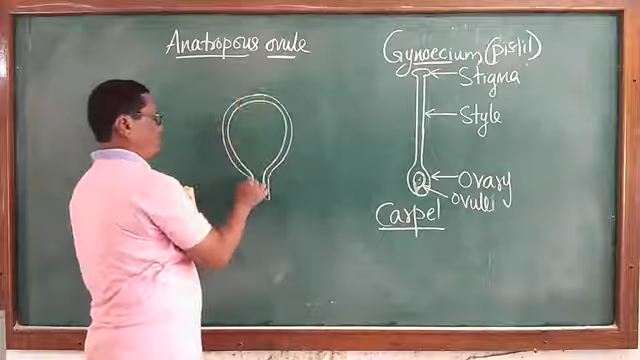 Anatropous ovule
Gynoecium (Pistil)
Stigma
Style
Ovary
ovule
Carpel